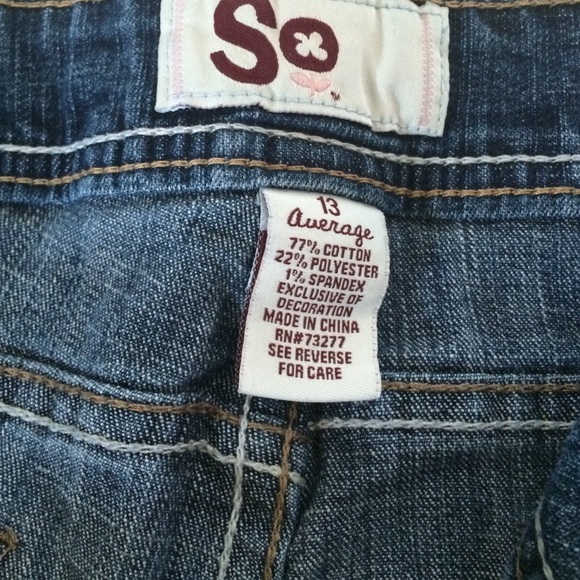 So
13
average
77% COTTON
22% POLYESTER
1% SPANDEX
EXCLUSIVE OF
DECORATION
MADE IN CHINA
RN#73277
SEE REVERSE
FOR CARE